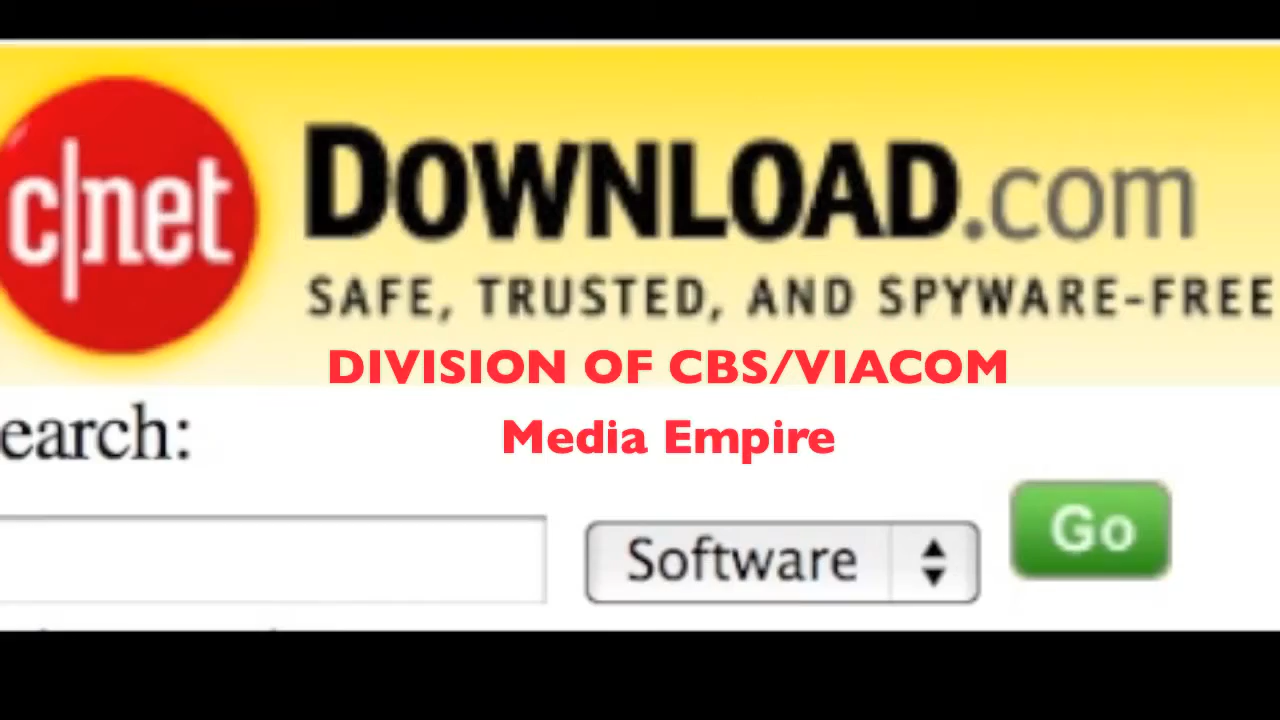 c|net
DOWNLOAD.com
SAFE, TRUSTED, AND SPYWARE-FREE
DIVISION OF CBS/VIACOM
Media Empire
earch:
Software
Go